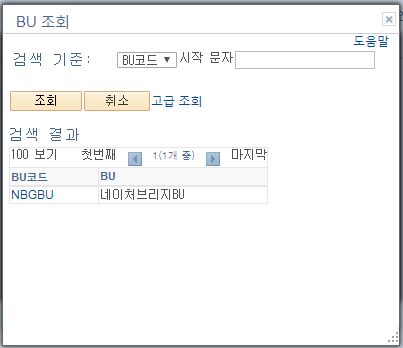 BU 조회
도움말
검색 기준: BU코드 시작 문자
조회 취소 고급 조회
검색 결과
100 보기 첫번째 1(1개 중) 마지막
BU코드 BU
NBGBU 네이처브리지BU